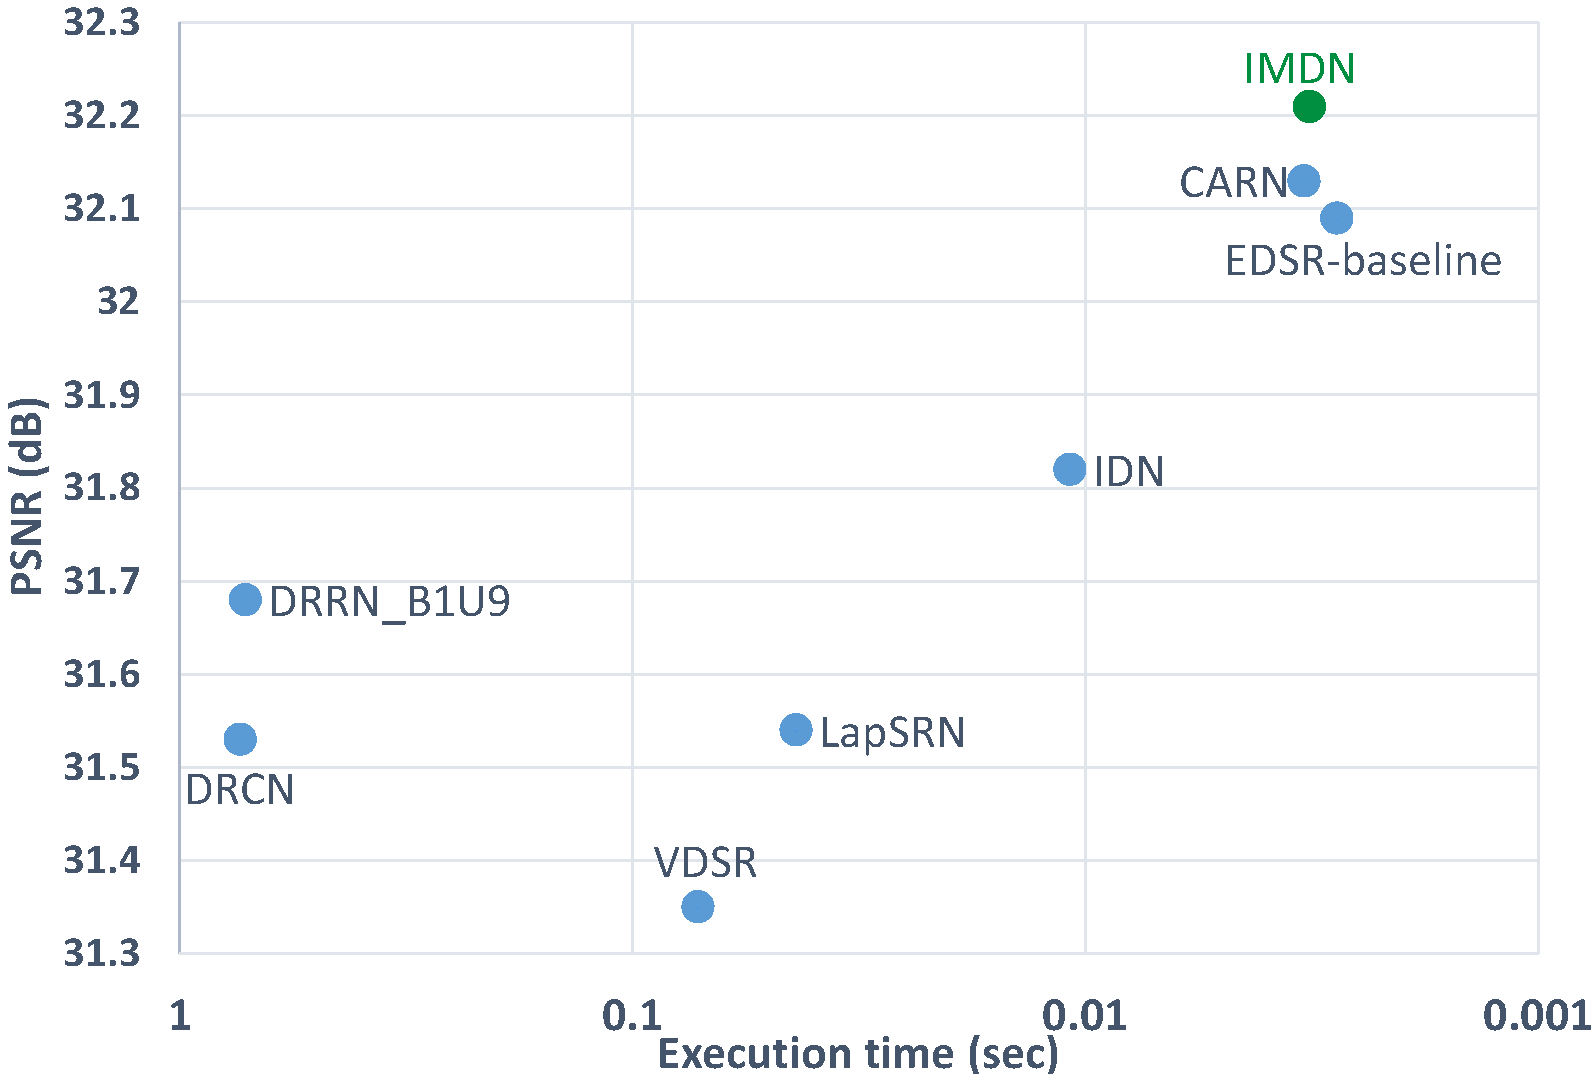 32.3
32.2
32.1
32
31.9
31.8
31.7
31.6
31.5
31.4
31.3
PSNR (dB)
IMDN
CARN
EDSR-baseline
IDN
DRRN_B1U9
LapSRN
DRCN
VDSR
1
0.1
0.01
0.001
Execution time (sec)